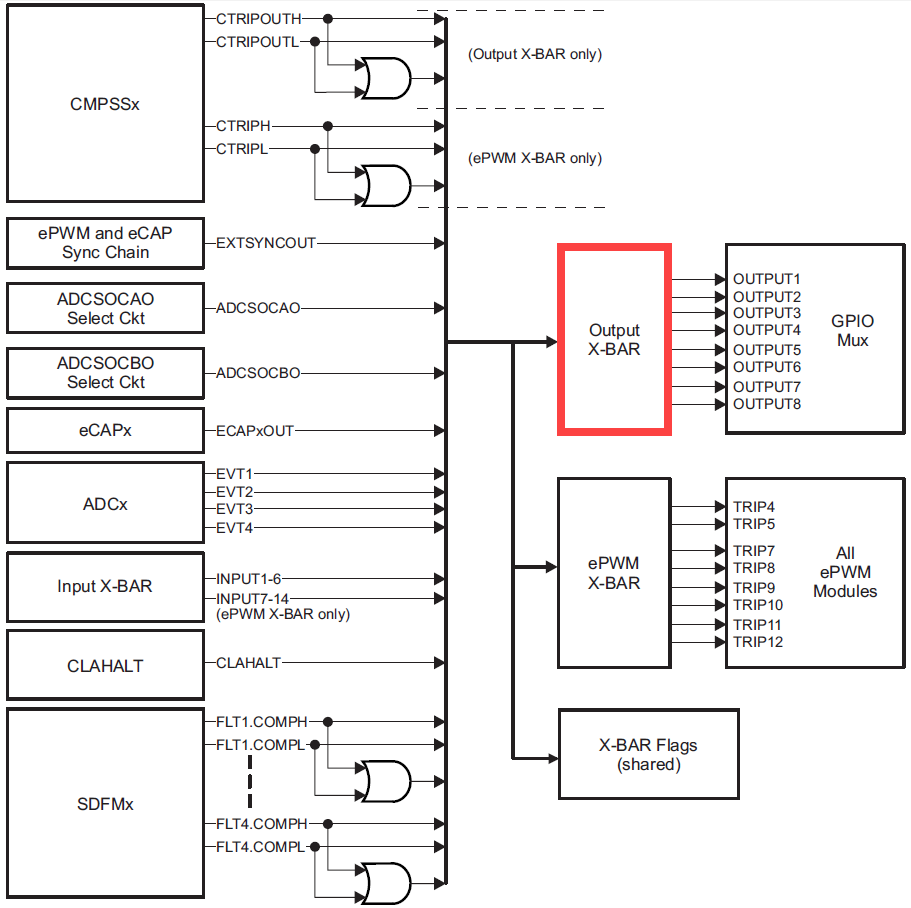 CMPSSx
CTRIPOUTH
CTRIPOUTL
(Output X-BAR only)
CTRIPH
CTRIPL
(ePWM X-BAR only)
ePWM and eCAP
Sync Chain
EXTSYNCOUT
ADCSOCAO
Select Ckt
ADCSOCAO
ADCSOCBO
Select Ckt
ADCSOCBO
eCAPx
ECAPxOUT
ADCx
EVT1
EVT2
EVT3
EVT4
Input X-BAR
INPUT1-6
INPUT7-14
(ePWM X-BAR only)
CLAHALT
CLAHALT
SDFMx
FLT1.COMPH
FLT1.COMPL
FLT4.COMPH
FLT4.COMPL
Output
X-BAR
OUTPUT1
OUTPUT2
OUTPUT3
OUTPUT4
OUTPUT5
OUTPUT6
OUTPUT7
OUTPUT8
GPIO
Mux
ePWM
X-BAR
TRIP4
TRIP5
TRIP7
TRIP8
TRIP9
TRIP10
TRIP11
TRIP12
All
ePWM
Modules
X-BAR Flags
(shared)